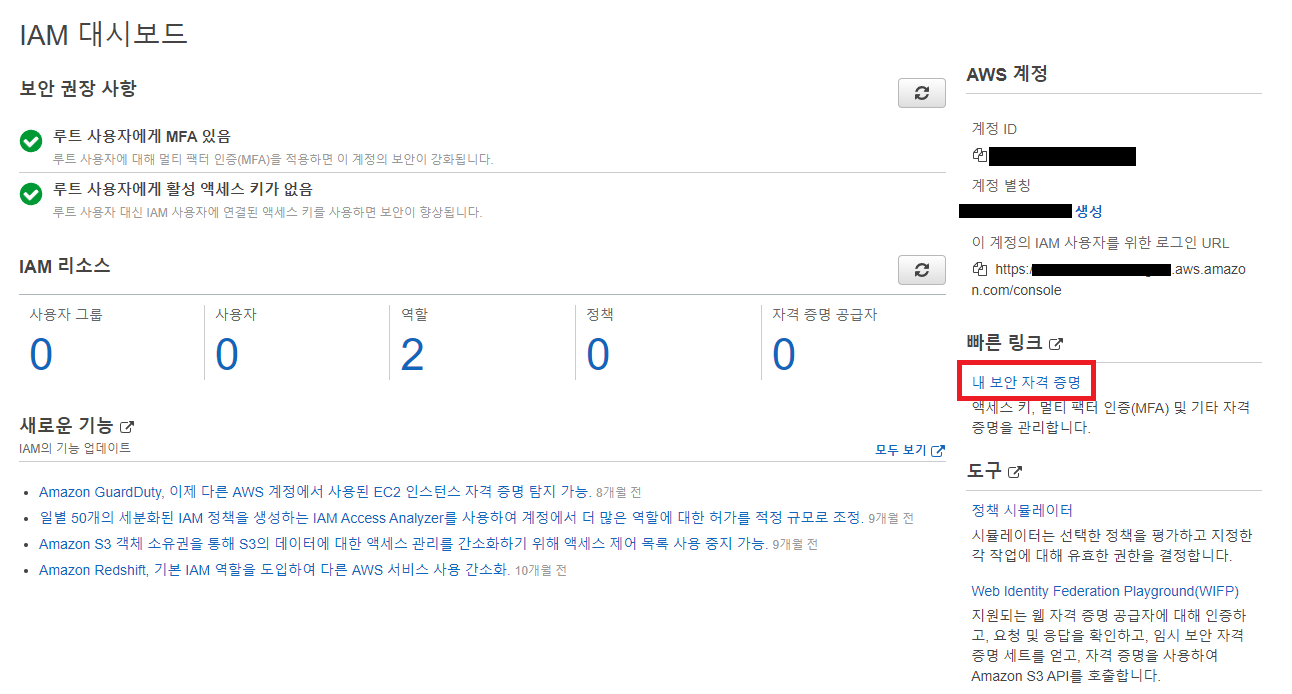 IAM 대시보드
보안 권장 사항
루트 사용자에게 MFA 있음
루트 사용자에 대해 멀티 팩터 인증(MFA)을 적용하면 이 계정의 보안이 강화됩니다.
루트 사용자에게 활성 액세스 키가 없음
루트 사용자 대신 IAM 사용자에 연결된 액세스 키를 사용하면 보안이 향상됩니다.
IAM 리소스
사용자 그룹
0
사용자
0
역할
2
정책
0
자격 증명 공급자
0
새로운 기능
IAM의 기능 업데이트
모두 보기
Amazon GuardDuty, 이제 다른 AWS 계정에서 사용된 EC2 인스턴스 자격 증명 탐지 가능. 8개월 전
일별 50개의 세분화된 IAM 정책을 생성하는 IAM Access Analyzer를 사용하여 계정에서 더 많은 역할에 대한 허가를 적정 규모로 조정. 9개월 전
Amazon S3 객체 소유권을 통해 S3의 데이터에 대한 액세스 관리를 간소화하기 위해 액세스 제어 목록 사용 중지 가능. 9개월 전
Amazon Redshift, 기본 IAM 역할을 도입하여 다른 AWS 서비스 사용 간소화. 10개월 전
AWS 계정
계정 ID
계정 별칭
생성
이 계정의 IAM 사용자를 위한 로그인 URL
https:/ .aws.amazo
n.com/console
빠른 링크
내 보안 자격 증명
액세스 키, 멀티 팩터 인증(MFA) 및 기타 자격
증명을 관리합니다.
도구
정책 시뮬레이터
시뮬레이터는 선택한 정책을 평가하고 지정한
각 작업에 대해 유효한 권한을 결정합니다.
Web Identity Federation Playground(WIFP)
지원되는 웹 자격 증명 공급자에 대해 인증하
고, 요청 및 응답을 확인하고, 임시 보안 자격
증명 세트를 얻고, 자격 증명을 사용하여
Amazon S3 API를 호출합니다.